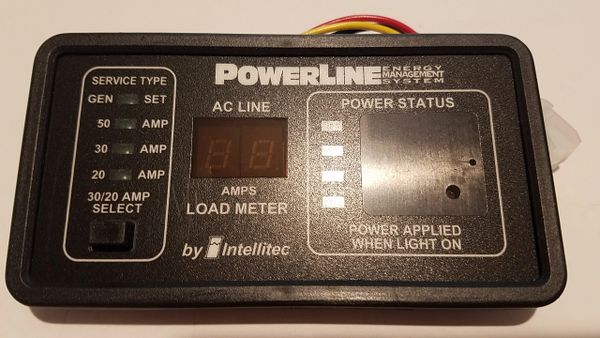 POWERLINE ENERGY MANAGEMENT SYSTEM
SERVICE TYPE
GEN SET
50 AMP
30 AMP
20 AMP
30/20 AMP
SELECT
AC LINE
AMPS
LOAD METER
by Intellitec
POWER STATUS
POWER APPLIED
WHEN LIGHT ON